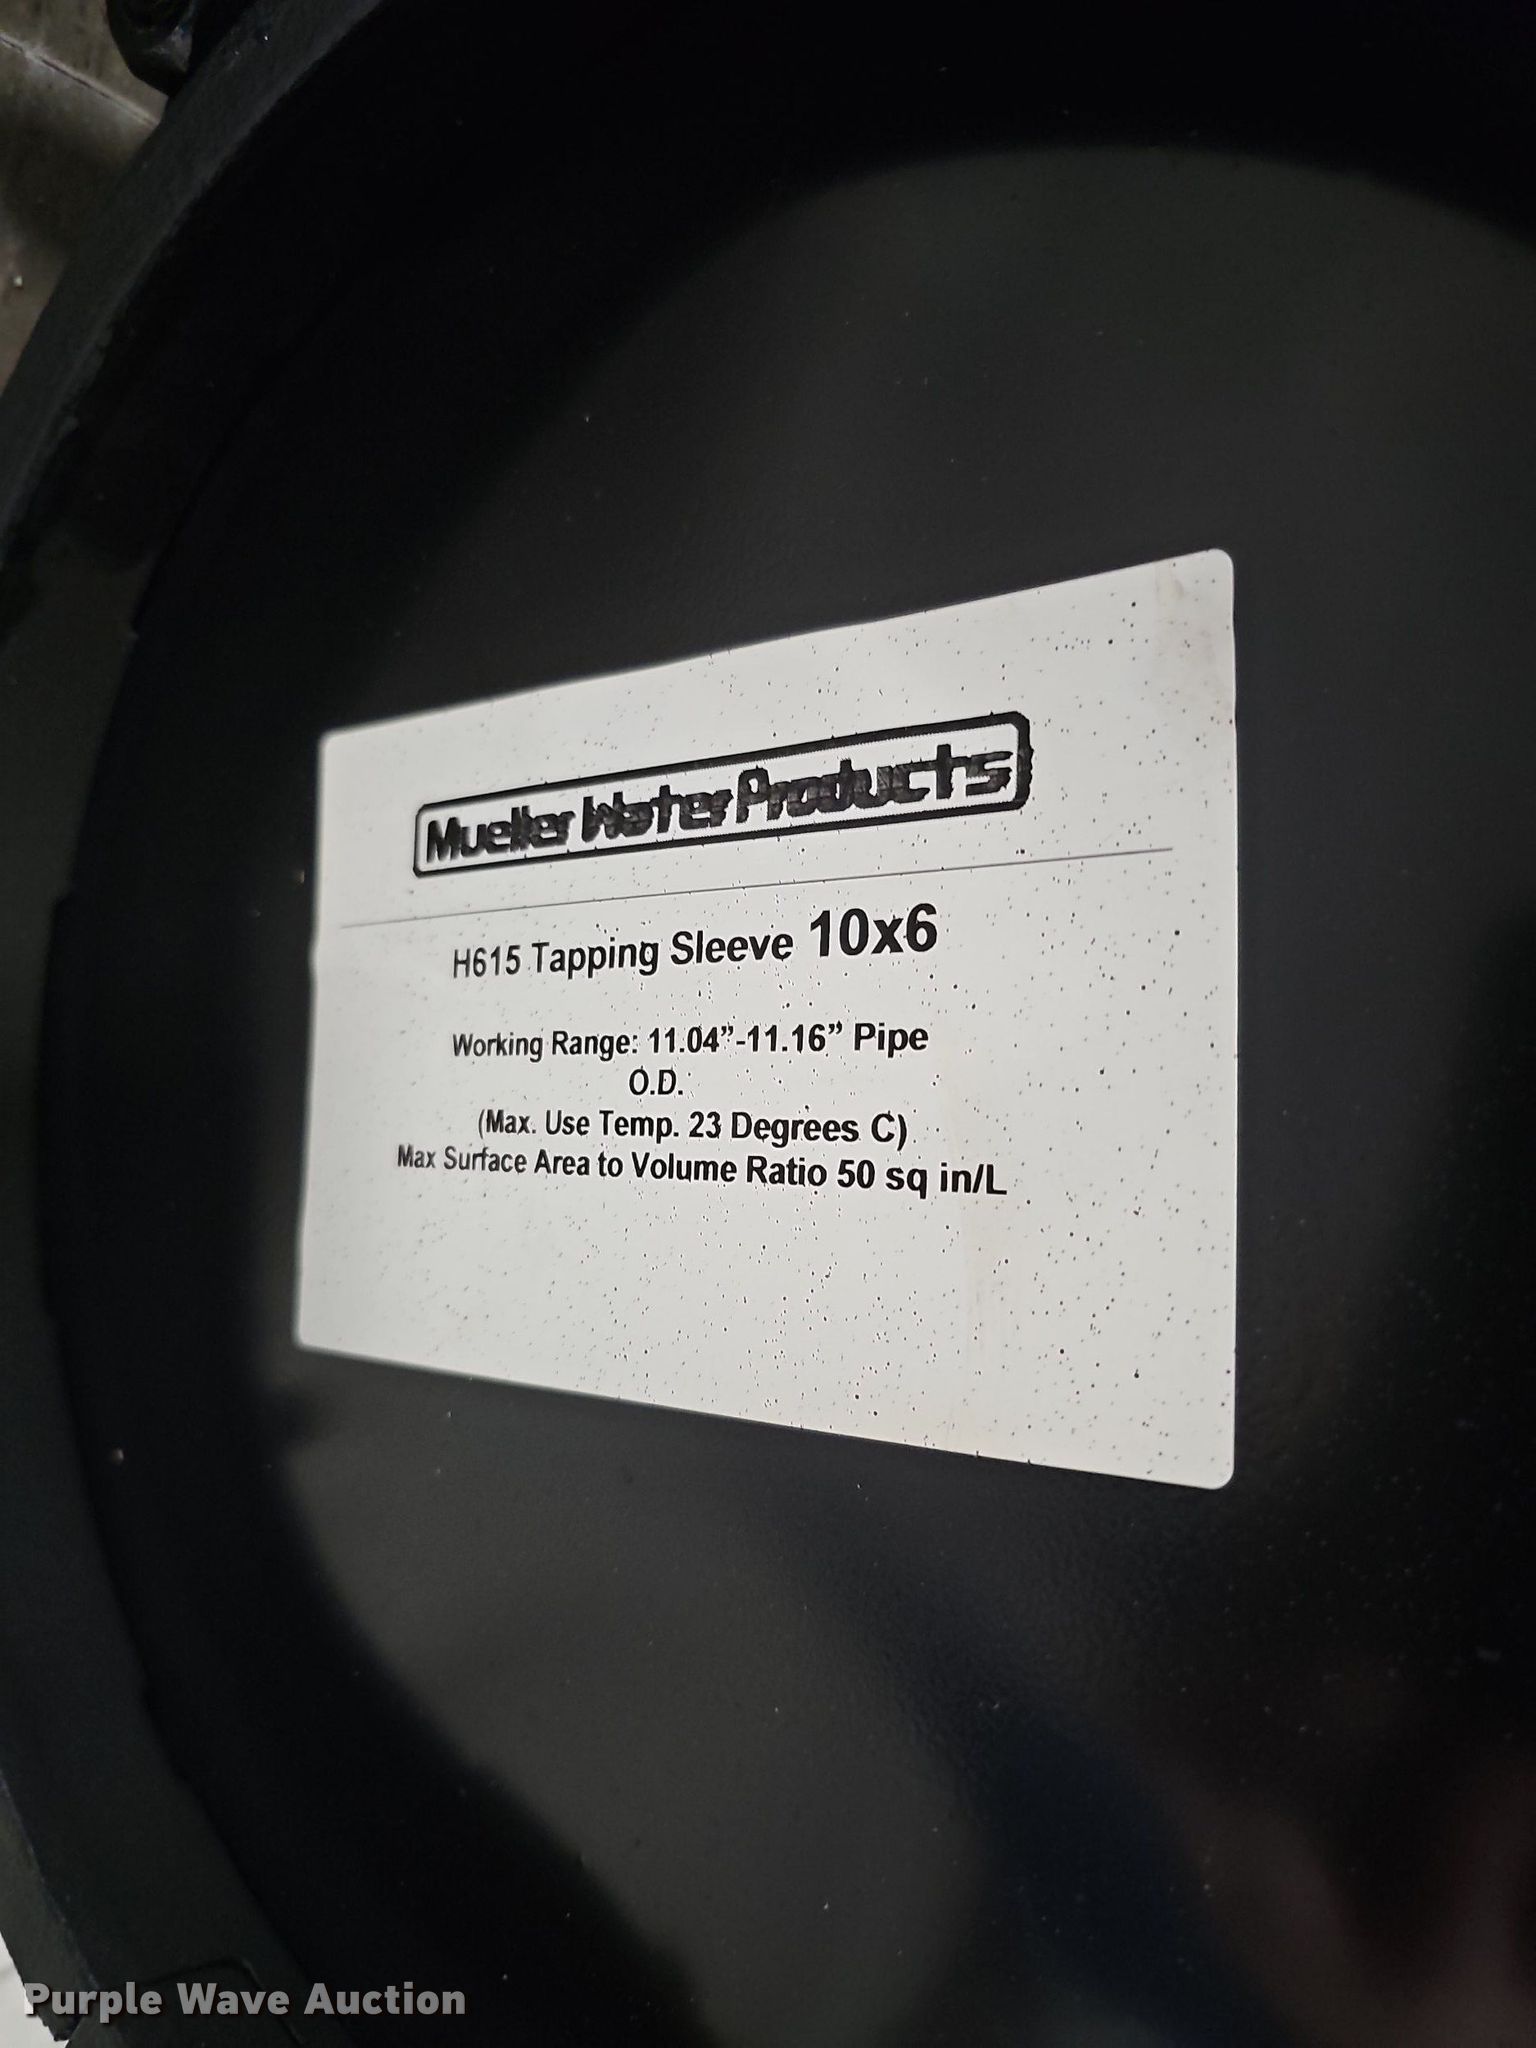 Mueller Water Products
H615 Tapping Sleeve 10x6
Working Range: 11.04”-11.16” Pipe
O.D.
(Max. Use Temp. 23 Degrees C)
Max Surface Area to Volume Ratio 50 sq in/L
Purple Wave Auction